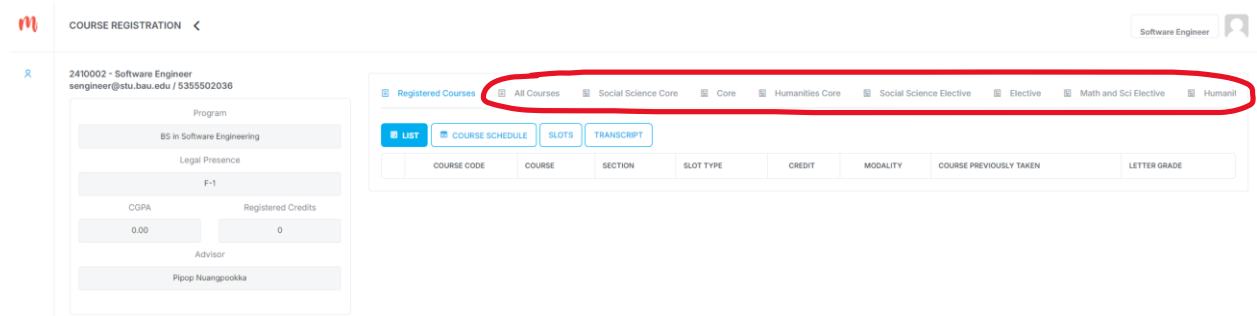 COURSE REGISTRATION
Software Engineer
2410002 - Software Engineer
sengineer@stu.bau.edu / 5355502036
Program
BS in Software Engineering
Legal Presence
F-1
CGPA Registered Credits
0.00 0
Advisor
Pipop Nuangpookka
Registered Courses All Courses Social Science Core Core Humanities Core Social Science Elective Elective Math and Sci Elective Humanit
LIST COURSE SCHEDULE SLOTS TRANSCRIPT
COURSE CODE COURSE SECTION SLOT TYPE CREDIT MODALITY COURSE PREVIOUSLY TAKEN LETTER GRADE